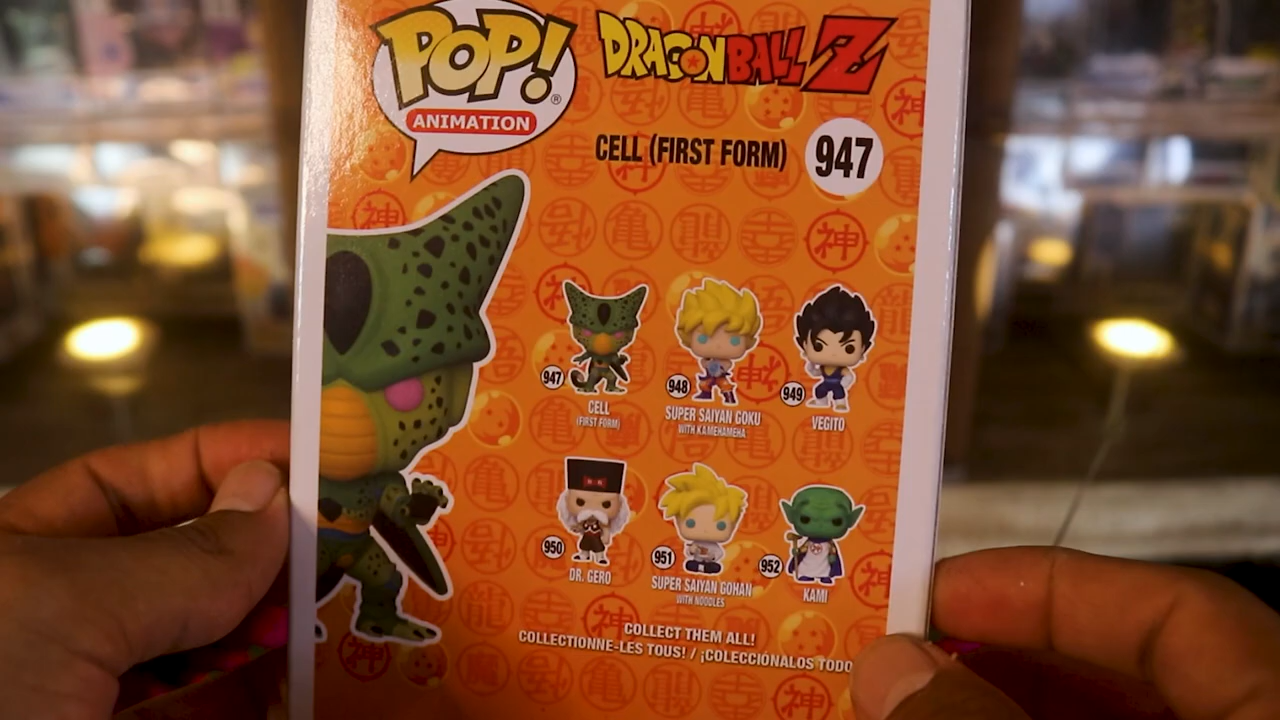 POP!®
ANIMATION
DRAGON BALL Z
CELL (FIRST FORM)
947
947
CELL
(FIRST FORM)
948
SUPER SAIYAN GOKU
WITH KAMEHAMEHA
949
VEGITO
950
DR. GERO
951
SUPER SAIYAN GOHAN
WITH NOODLES
952
KAMI
COLLECT THEM ALL!
COLLECTIONNE-LES TOUS! / ¡COLECCIÓNALOS TODO
神
亀